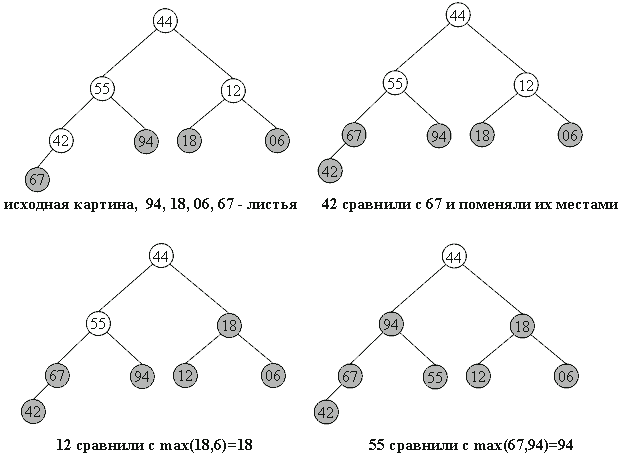 44 44
55 12 55 12
42 94 18 06 67 94 18 06
67 42
исходная картина, 94, 18, 06, 67 - листья 42 сравнили с 67 и поменяли их местами
44 44
55 18 94 18
67 94 12 06 67 55 12 06
42 42
12 сравнили с max(18,6)=18 55 сравнили с max(67,94)=94